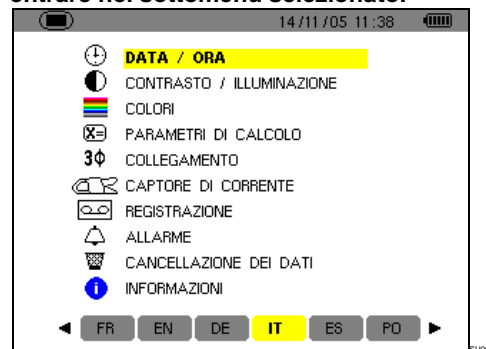 entrare nel sottomenu selezionato.
14/11/05 11:38
DATA / ORA
CONTRASTO / ILLUMINAZIONE
COLORI
X= PARAMETRI DI CALCOLO
3Φ COLLEGAMENTO
CAPTORE DI CORRENTE
REGISTRAZIONE
ALLARME
CANCELLAZIONE DEI DATI
i INFORMAZIONI
FR EN DE IT ES PO